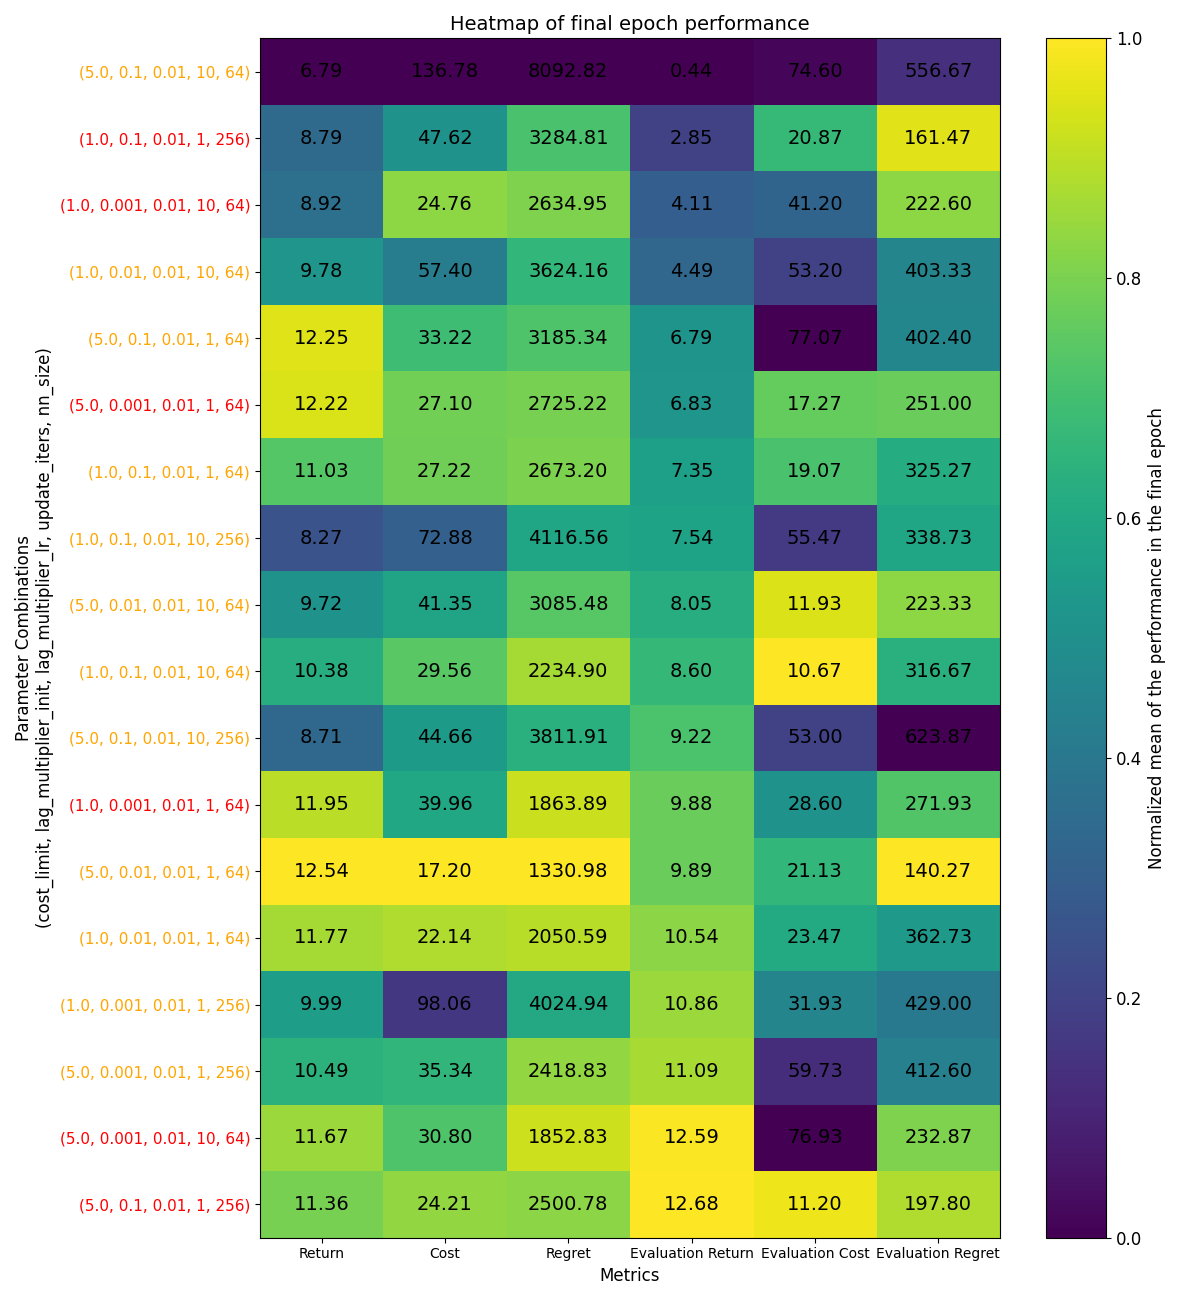 Heatmap of final epoch performance
(5.0, 0.1, 0.01, 10, 64) 6.79 136.78 8092.82 0.44 74.60 556.67
(1.0, 0.1, 0.01, 1, 256) 8.79 47.62 3284.81 2.85 20.87 161.47
(1.0, 0.001, 0.01, 10, 64) 8.92 24.76 2634.95 4.11 41.20 222.60
(1.0, 0.01, 0.01, 10, 64) 9.78 57.40 3624.16 4.49 53.20 403.33
(5.0, 0.1, 0.01, 1, 64) 12.25 33.22 3185.34 6.79 77.07 402.40
(5.0, 0.001, 0.01, 1, 64) 12.22 27.10 2725.22 6.83 17.27 251.00
(1.0, 0.1, 0.01, 1, 64) 11.03 27.22 2673.20 7.35 19.07 325.27
(1.0, 0.1, 0.01, 10, 256) 8.27 72.88 4116.56 7.54 55.47 338.73
(5.0, 0.01, 0.01, 10, 64) 9.72 41.35 3085.48 8.05 11.93 223.33
(1.0, 0.1, 0.01, 10, 64) 10.38 29.56 2234.90 8.60 10.67 316.67
(5.0, 0.1, 0.01, 10, 256) 8.71 44.66 3811.91 9.22 53.00 623.87
(1.0, 0.001, 0.01, 1, 64) 11.95 39.96 1863.89 9.88 28.60 271.93
(5.0, 0.01, 0.01, 1, 64) 12.54 17.20 1330.98 9.89 21.13 140.27
(1.0, 0.01, 0.01, 1, 64) 11.77 22.14 2050.59 10.54 23.47 362.73
(1.0, 0.001, 0.01, 1, 256) 9.99 98.06 4024.94 10.86 31.93 429.00
(5.0, 0.001, 0.01, 1, 256) 10.49 35.34 2418.83 11.09 59.73 412.60
(5.0, 0.001, 0.01, 10, 64) 11.67 30.80 1852.83 12.59 76.93 232.87
(5.0, 0.1, 0.01, 1, 256) 11.36 24.21 2500.78 12.68 11.20 197.80
Return Cost Regret Evaluation Return Evaluation Cost Evaluation Regret
Metrics
Parameter Combinations
(cost_limit, lag_multiplier_init, lag_multiplier_lr, update_iters, nn_size)
1.0
0.8
0.6
0.4
0.2
0.0
Normalized mean of the performance in the final epoch